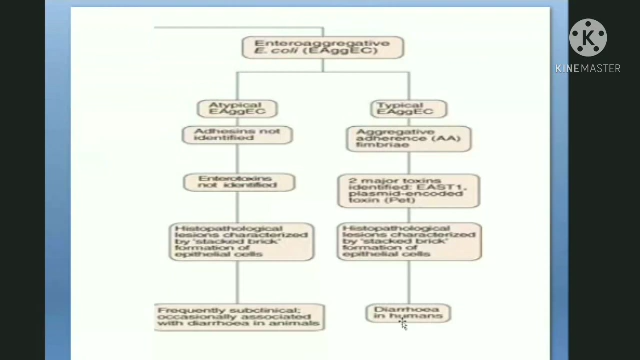 Enteroaggregative
E. coli (EAggEC)
Atypical
EAggEC
Adhesins not
identified
Enterotoxins
not identified
Histopathological
lesions characterized
by 'stacked brick'
formation of
epithelial cells
Frequently subclinical;
occasionally associated
with diarrhoea in animals
Typical
EAggEC
Aggregative
adherence (AA)
fimbriae
2 major toxins
identified: EAST1,
plasmid-encoded
toxin (Pet)
Histopathological
lesions characterized
by 'stacked brick'
formation of
epithelial cells
Diarrhoea
in humans
KINEMASTER